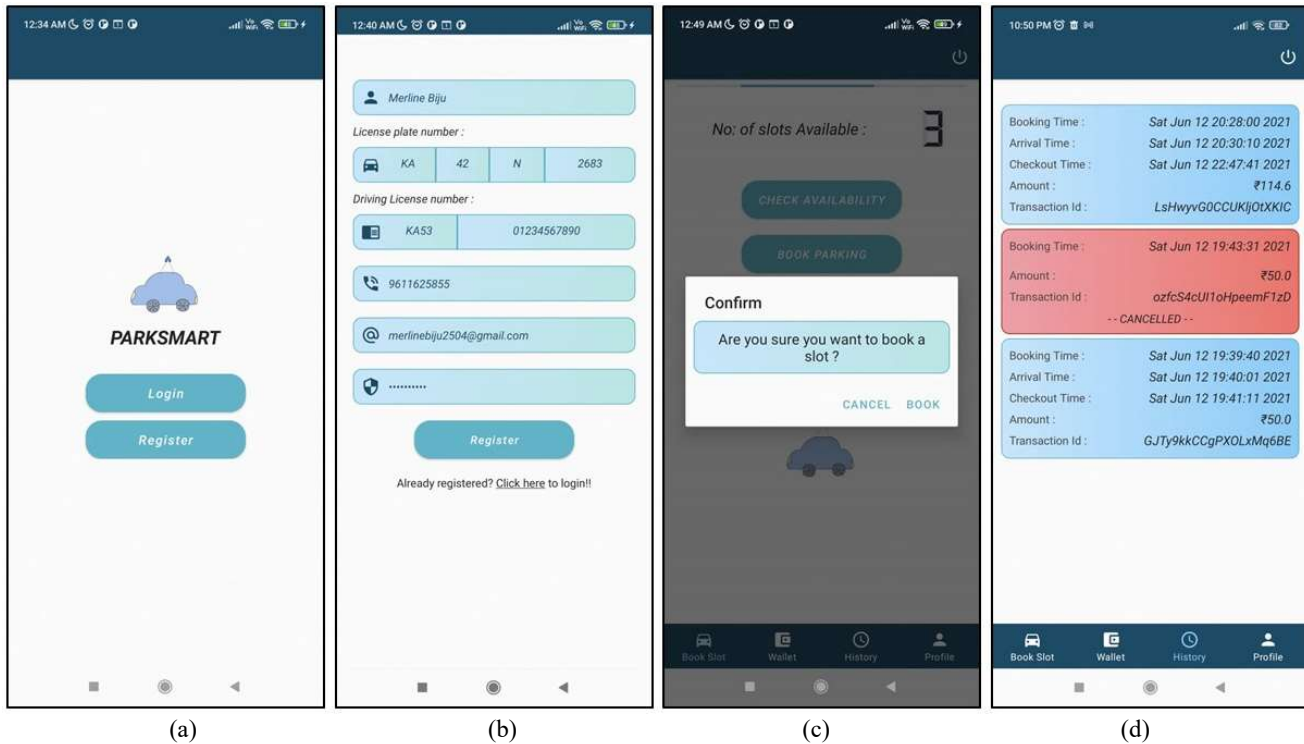 12:34 AM
PARKSMART
Login
Register
(a)
12:40 AM
Merline Biju
License plate number :
KA 42 N 2683
Driving License number :
KA53 01234567890
9611625855
merlinebiju2504@gmail.com
••••••••••
Register
Already registered? Click here to login!!
(b)
12:49 AM
No: of slots Available : 3
CHECK AVAILABILITY
BOOK PARKING
Confirm
Are you sure you want to book a
slot ?
CANCEL BOOK
Book Slot Wallet History Profile
(c)
10:50 PM
Booking Time : Sat Jun 12 20:28:00 2021
Arrival Time : Sat Jun 12 20:30:10 2021
Checkout Time : Sat Jun 12 22:47:41 2021
Amount : ₹114.6
Transaction Id : LsHwyvG0CCUKljOtXKIC
Booking Time : Sat Jun 12 19:43:31 2021
Amount : ₹50.0
Transaction Id : ozfcS4cUI1oHpeemF1zD
-- CANCELLED --
Booking Time : Sat Jun 12 19:39:40 2021
Arrival Time : Sat Jun 12 19:40:01 2021
Checkout Time : Sat Jun 12 19:41:11 2021
Amount : ₹50.0
Transaction Id : GJTy9kkCCgPXOLxMq6BE
Book Slot Wallet History Profile
(d)